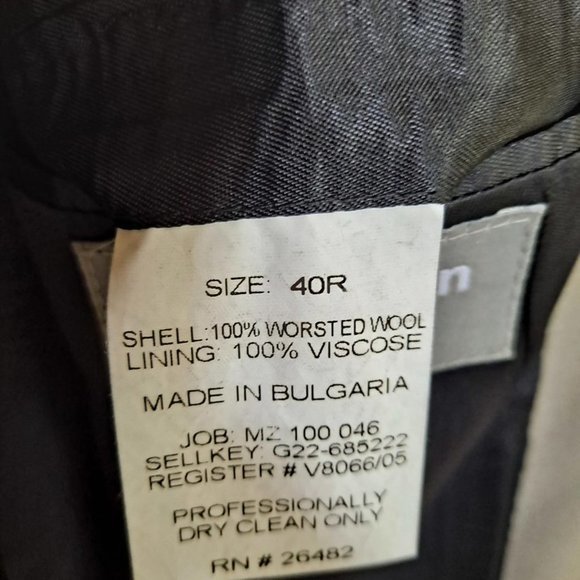 SIZE: 40R
SHELL:100% WORSTED WOOL
LINING: 100% VISCOSE
MADE IN BULGARIA
JOB: MZ 100 046
SELLKEY: G22-685222
REGISTER # V8066/05
PROFESSIONALLY
DRY CLEAN ONLY
RN # 26482